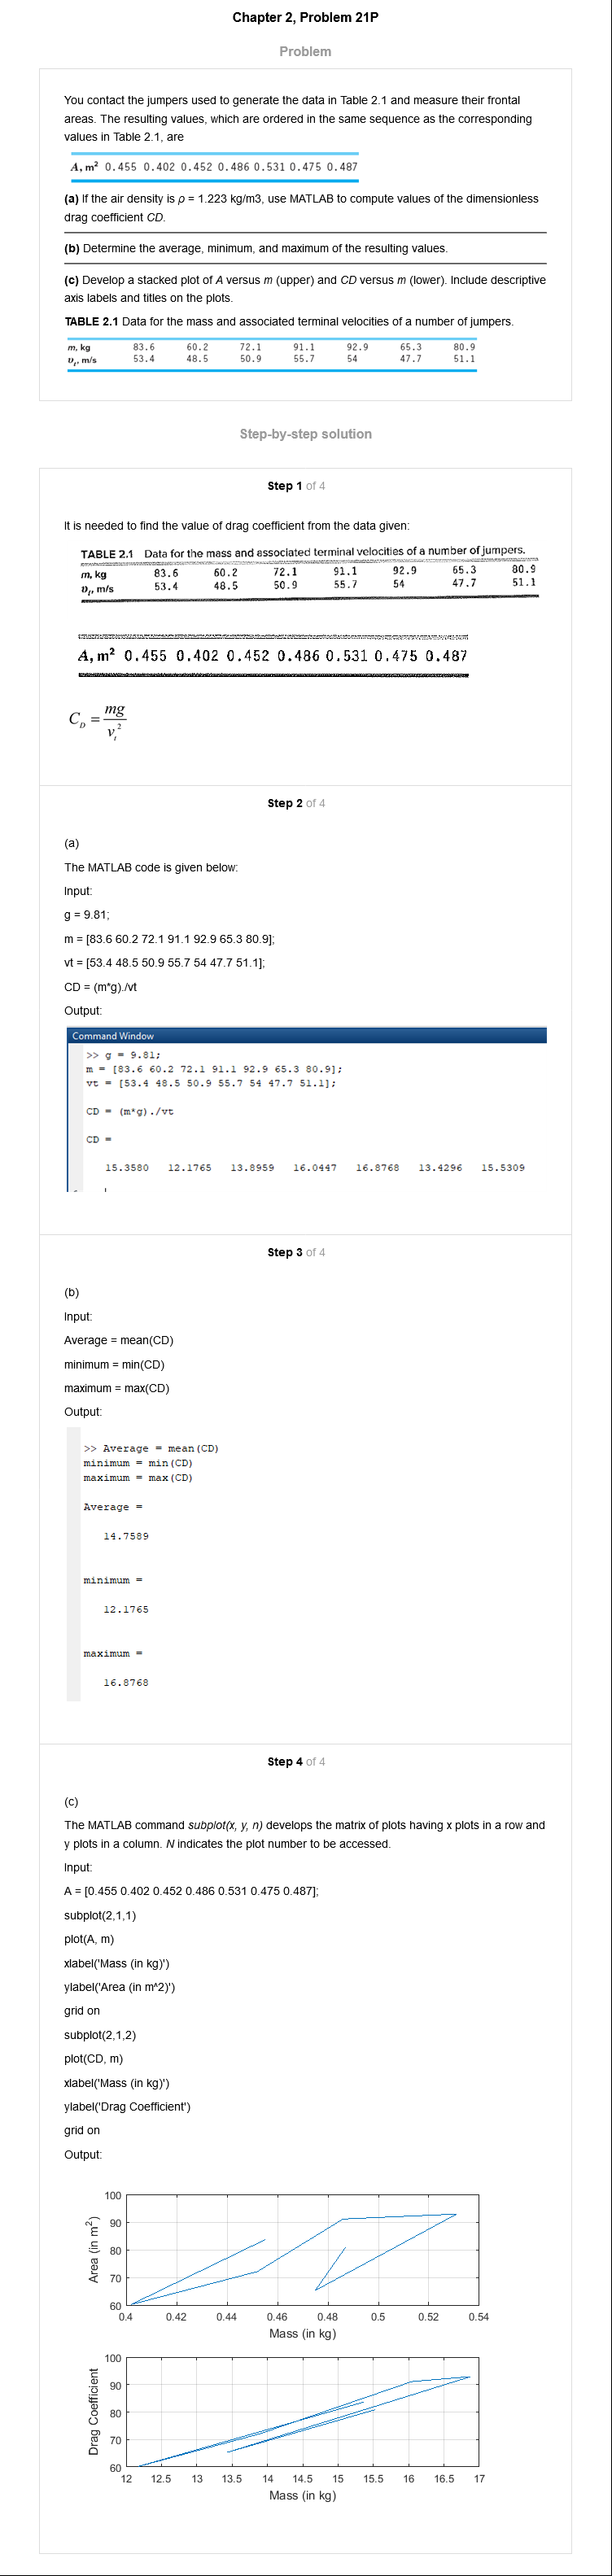 Chapter 2, Problem 21P
Problem
You contact the jumpers used to generate the data in Table 2.1 and measure their frontal
areas. The resulting values, which are ordered in the same sequence as the corresponding
values in Table 2.1, are
A, m² 0.455 0.402 0.452 0.486 0.531 0.475 0.487
(a) If the air density is ρ = 1.223 kg/m3, use MATLAB to compute values of the dimensionless
drag coefficient CD.
(b) Determine the average, minimum, and maximum of the resulting values.
(c) Develop a stacked plot of A versus m (upper) and CD versus m (lower). Include descriptive
axis labels and titles on the plots.
TABLE 2.1 Data for the mass and associated terminal velocities of a number of jumpers.
m, kg 83.6 60.2 72.1 91.1 92.9 65.3 80.9
υt, m/s 53.4 48.5 50.9 55.7 54 47.7 51.1
Step-by-step solution
Step 1 of 4
It is needed to find the value of drag coefficient from the data given:
TABLE 2.1 Data for the mass and associated terminal velocities of a number of jumpers.
m, kg 83.6 60.2 72.1 91.1 92.9 65.3 80.9
υt, m/s 53.4 48.5 50.9 55.7 54 47.7 51.1
A, m² 0.455 0.402 0.452 0.486 0.531 0.475 0.487
C_D = mg / v_t²
Step 2 of 4
(a)
The MATLAB code is given below:
Input:
g = 9.81;
m = [83.6 60.2 72.1 91.1 92.9 65.3 80.9];
vt = [53.4 48.5 50.9 55.7 54 47.7 51.1];
CD = (m*g)./vt
Output:
Command Window
>> g = 9.81;
m = [83.6 60.2 72.1 91.1 92.9 65.3 80.9];
vt = [53.4 48.5 50.9 55.7 54 47.7 51.1];
CD = (m*g)./vt
CD =
15.3580 12.1765 13.8959 16.0447 16.8768 13.4296 15.5309
Step 3 of 4
(b)
Input:
Average = mean(CD)
minimum = min(CD)
maximum = max(CD)
Output:
>> Average = mean(CD)
minimum = min(CD)
maximum = max(CD)
Average =
14.7589
minimum =
12.1765
maximum =
16.8768
Step 4 of 4
(c)
The MATLAB command subplot(x, y, n) develops the matrix of plots having x plots in a row and
y plots in a column. N indicates the plot number to be accessed.
Input:
A = [0.455 0.402 0.452 0.486 0.531 0.475 0.487];
subplot(2,1,1)
plot(A, m)
xlabel('Mass (in kg)')
ylabel('Area (in m^2)')
grid on
subplot(2,1,2)
plot(CD, m)
xlabel('Mass (in kg)')
ylabel('Drag Coefficient')
grid on
Output:
Area (in m²)
100
90
80
70
60
0.4 0.42 0.44 0.46 0.48 0.5 0.52 0.54
Mass (in kg)
Drag Coefficient
100
90
80
70
60
12 12.5 13 13.5 14 14.5 15 15.5 16 16.5 17
Mass (in kg)